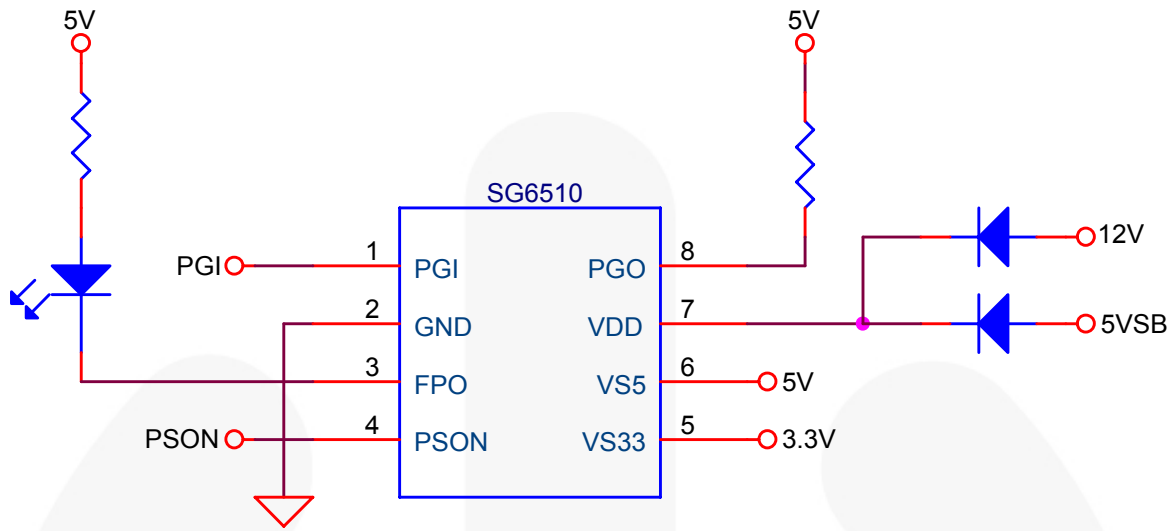 5V
5V
SG6510
PGI
1
PGI
PGO
8
12V
2
GND
VDD
7
5VSB
3
FPO
VS5
6
5V
PSON
4
PSON
VS33
5
3.3V